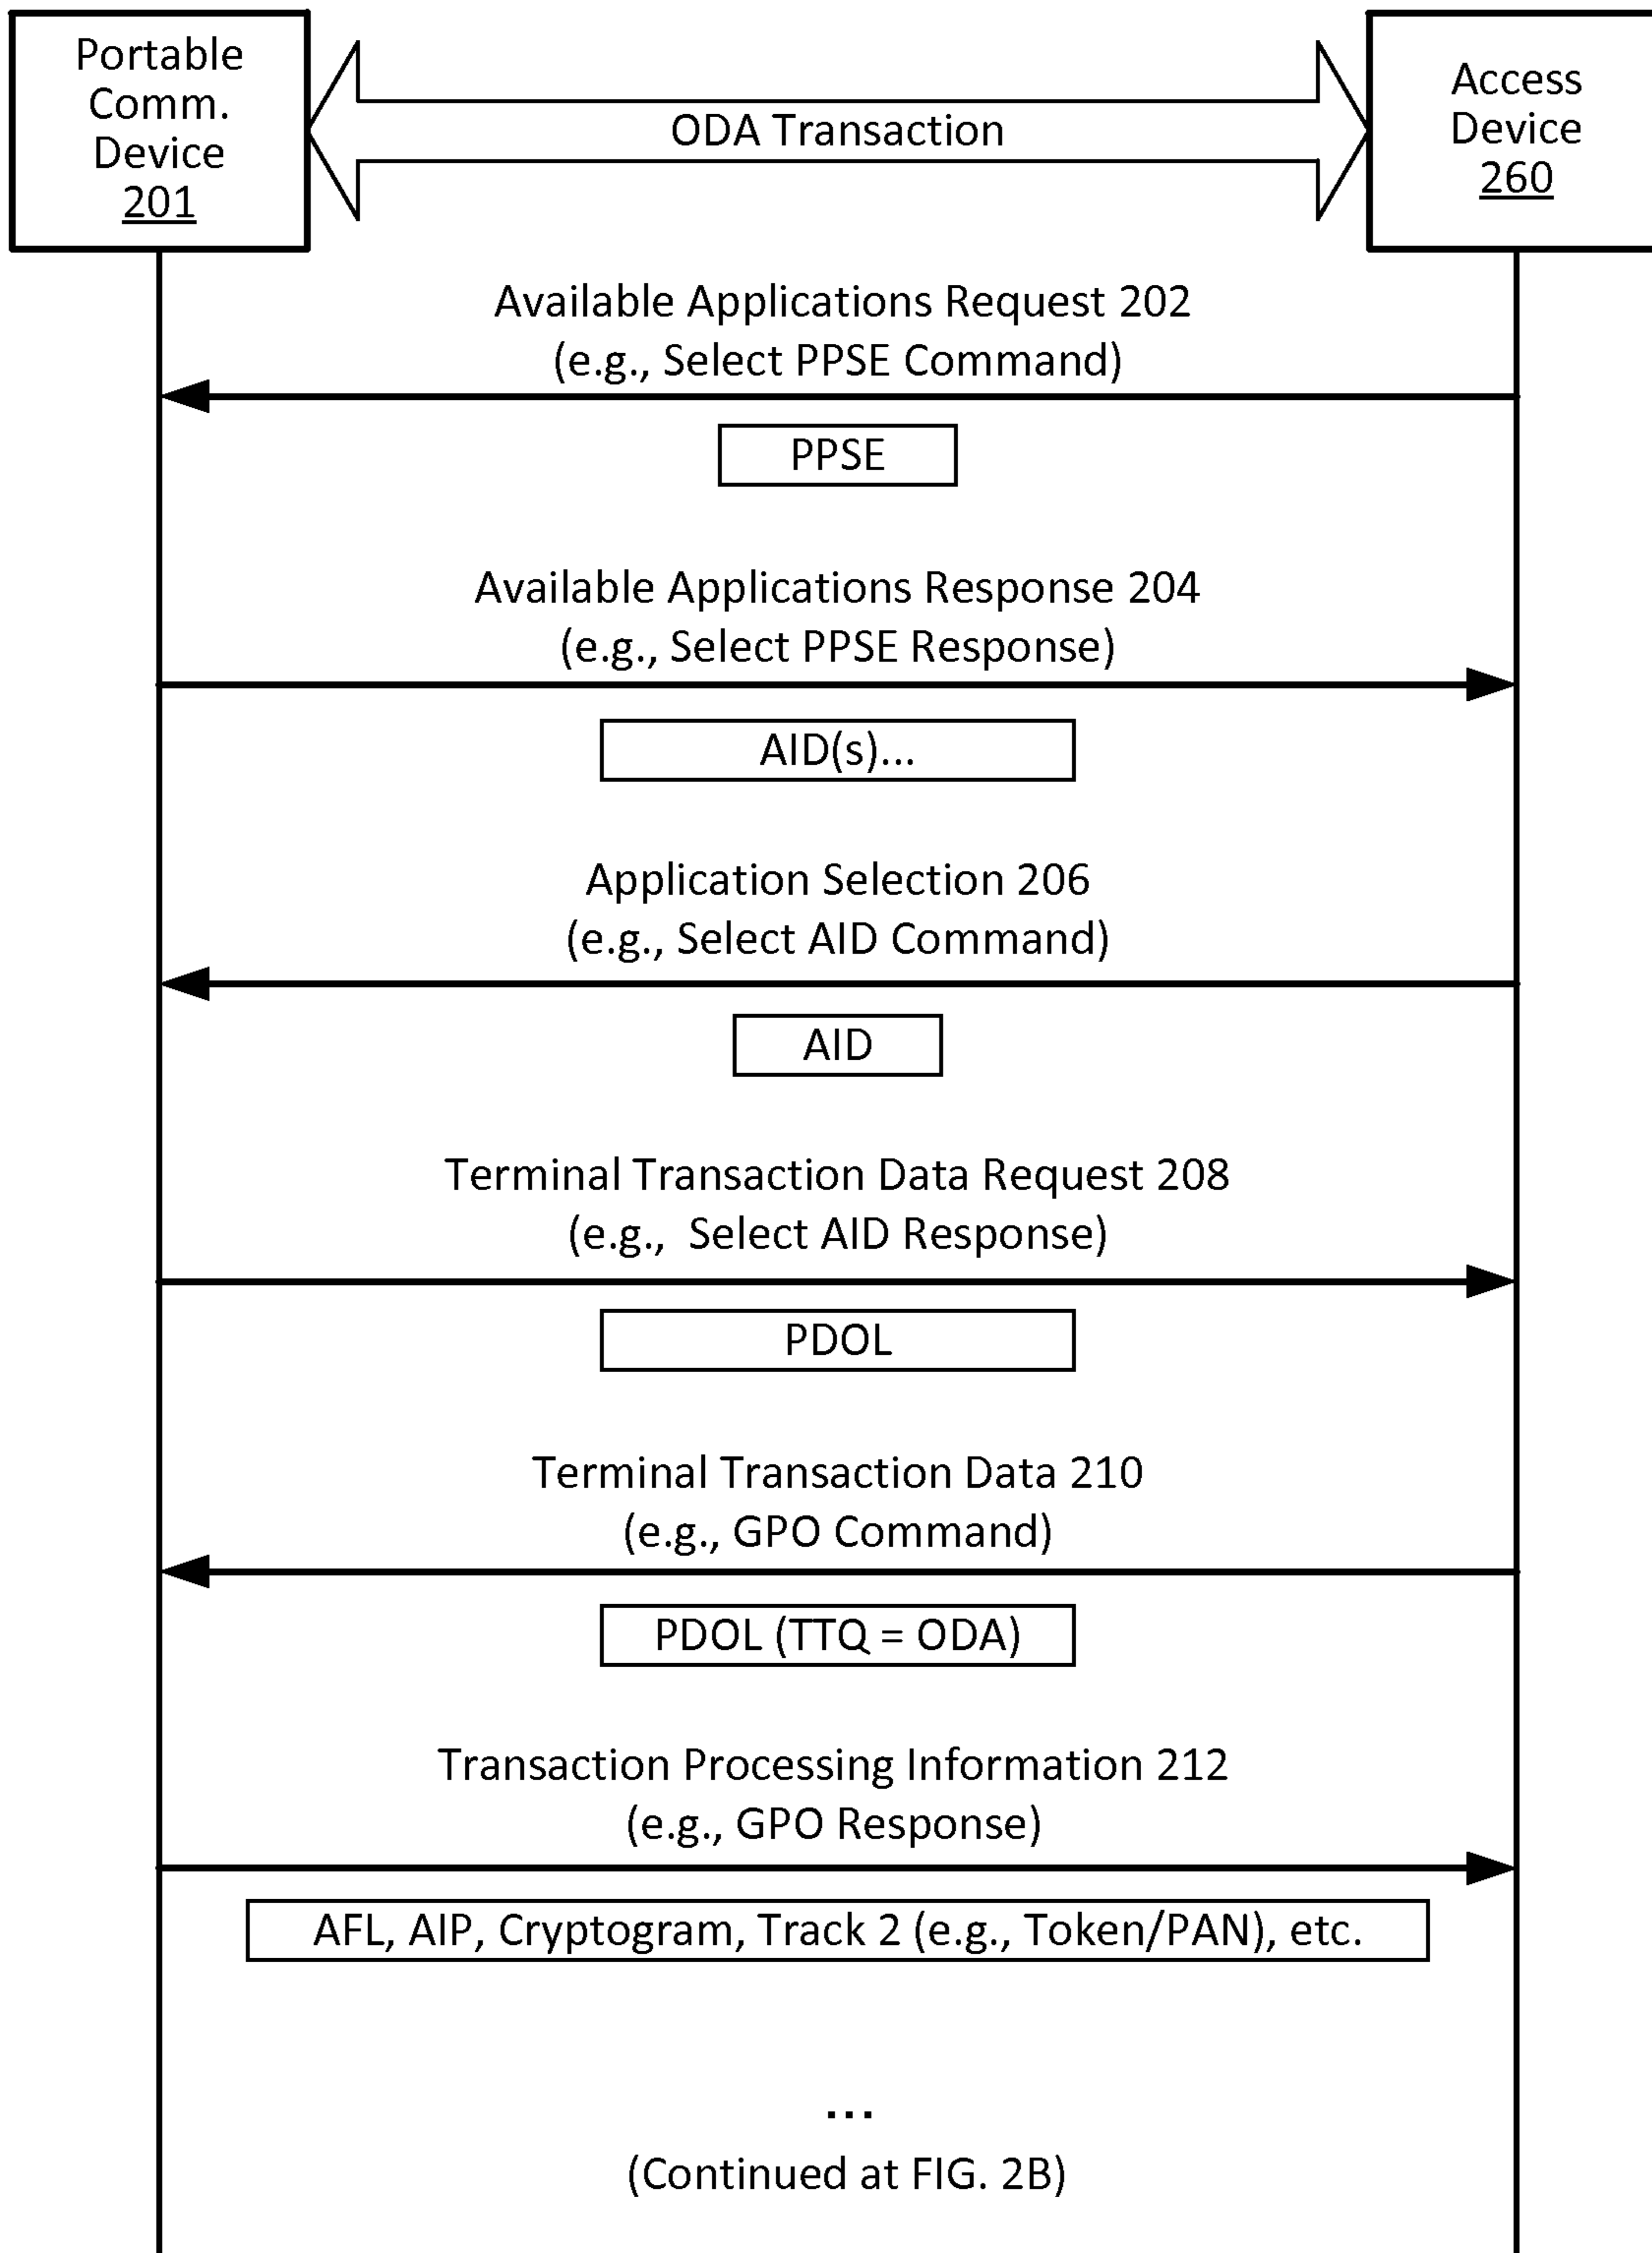 Portable
Comm.
Device
201
ODA Transaction
Access
Device
260
Available Applications Request 202
(e.g., Select PPSE Command)
PPSE
Available Applications Response 204
(e.g., Select PPSE Response)
AID(s)...
Application Selection 206
(e.g., Select AID Command)
AID
Terminal Transaction Data Request 208
(e.g., Select AID Response)
PDOL
Terminal Transaction Data 210
(e.g., GPO Command)
PDOL (TTQ = ODA)
Transaction Processing Information 212
(e.g., GPO Response)
AFL, AIP, Cryptogram, Track 2 (e.g., Token/PAN), etc.
...
(Continued at FIG. 2B)